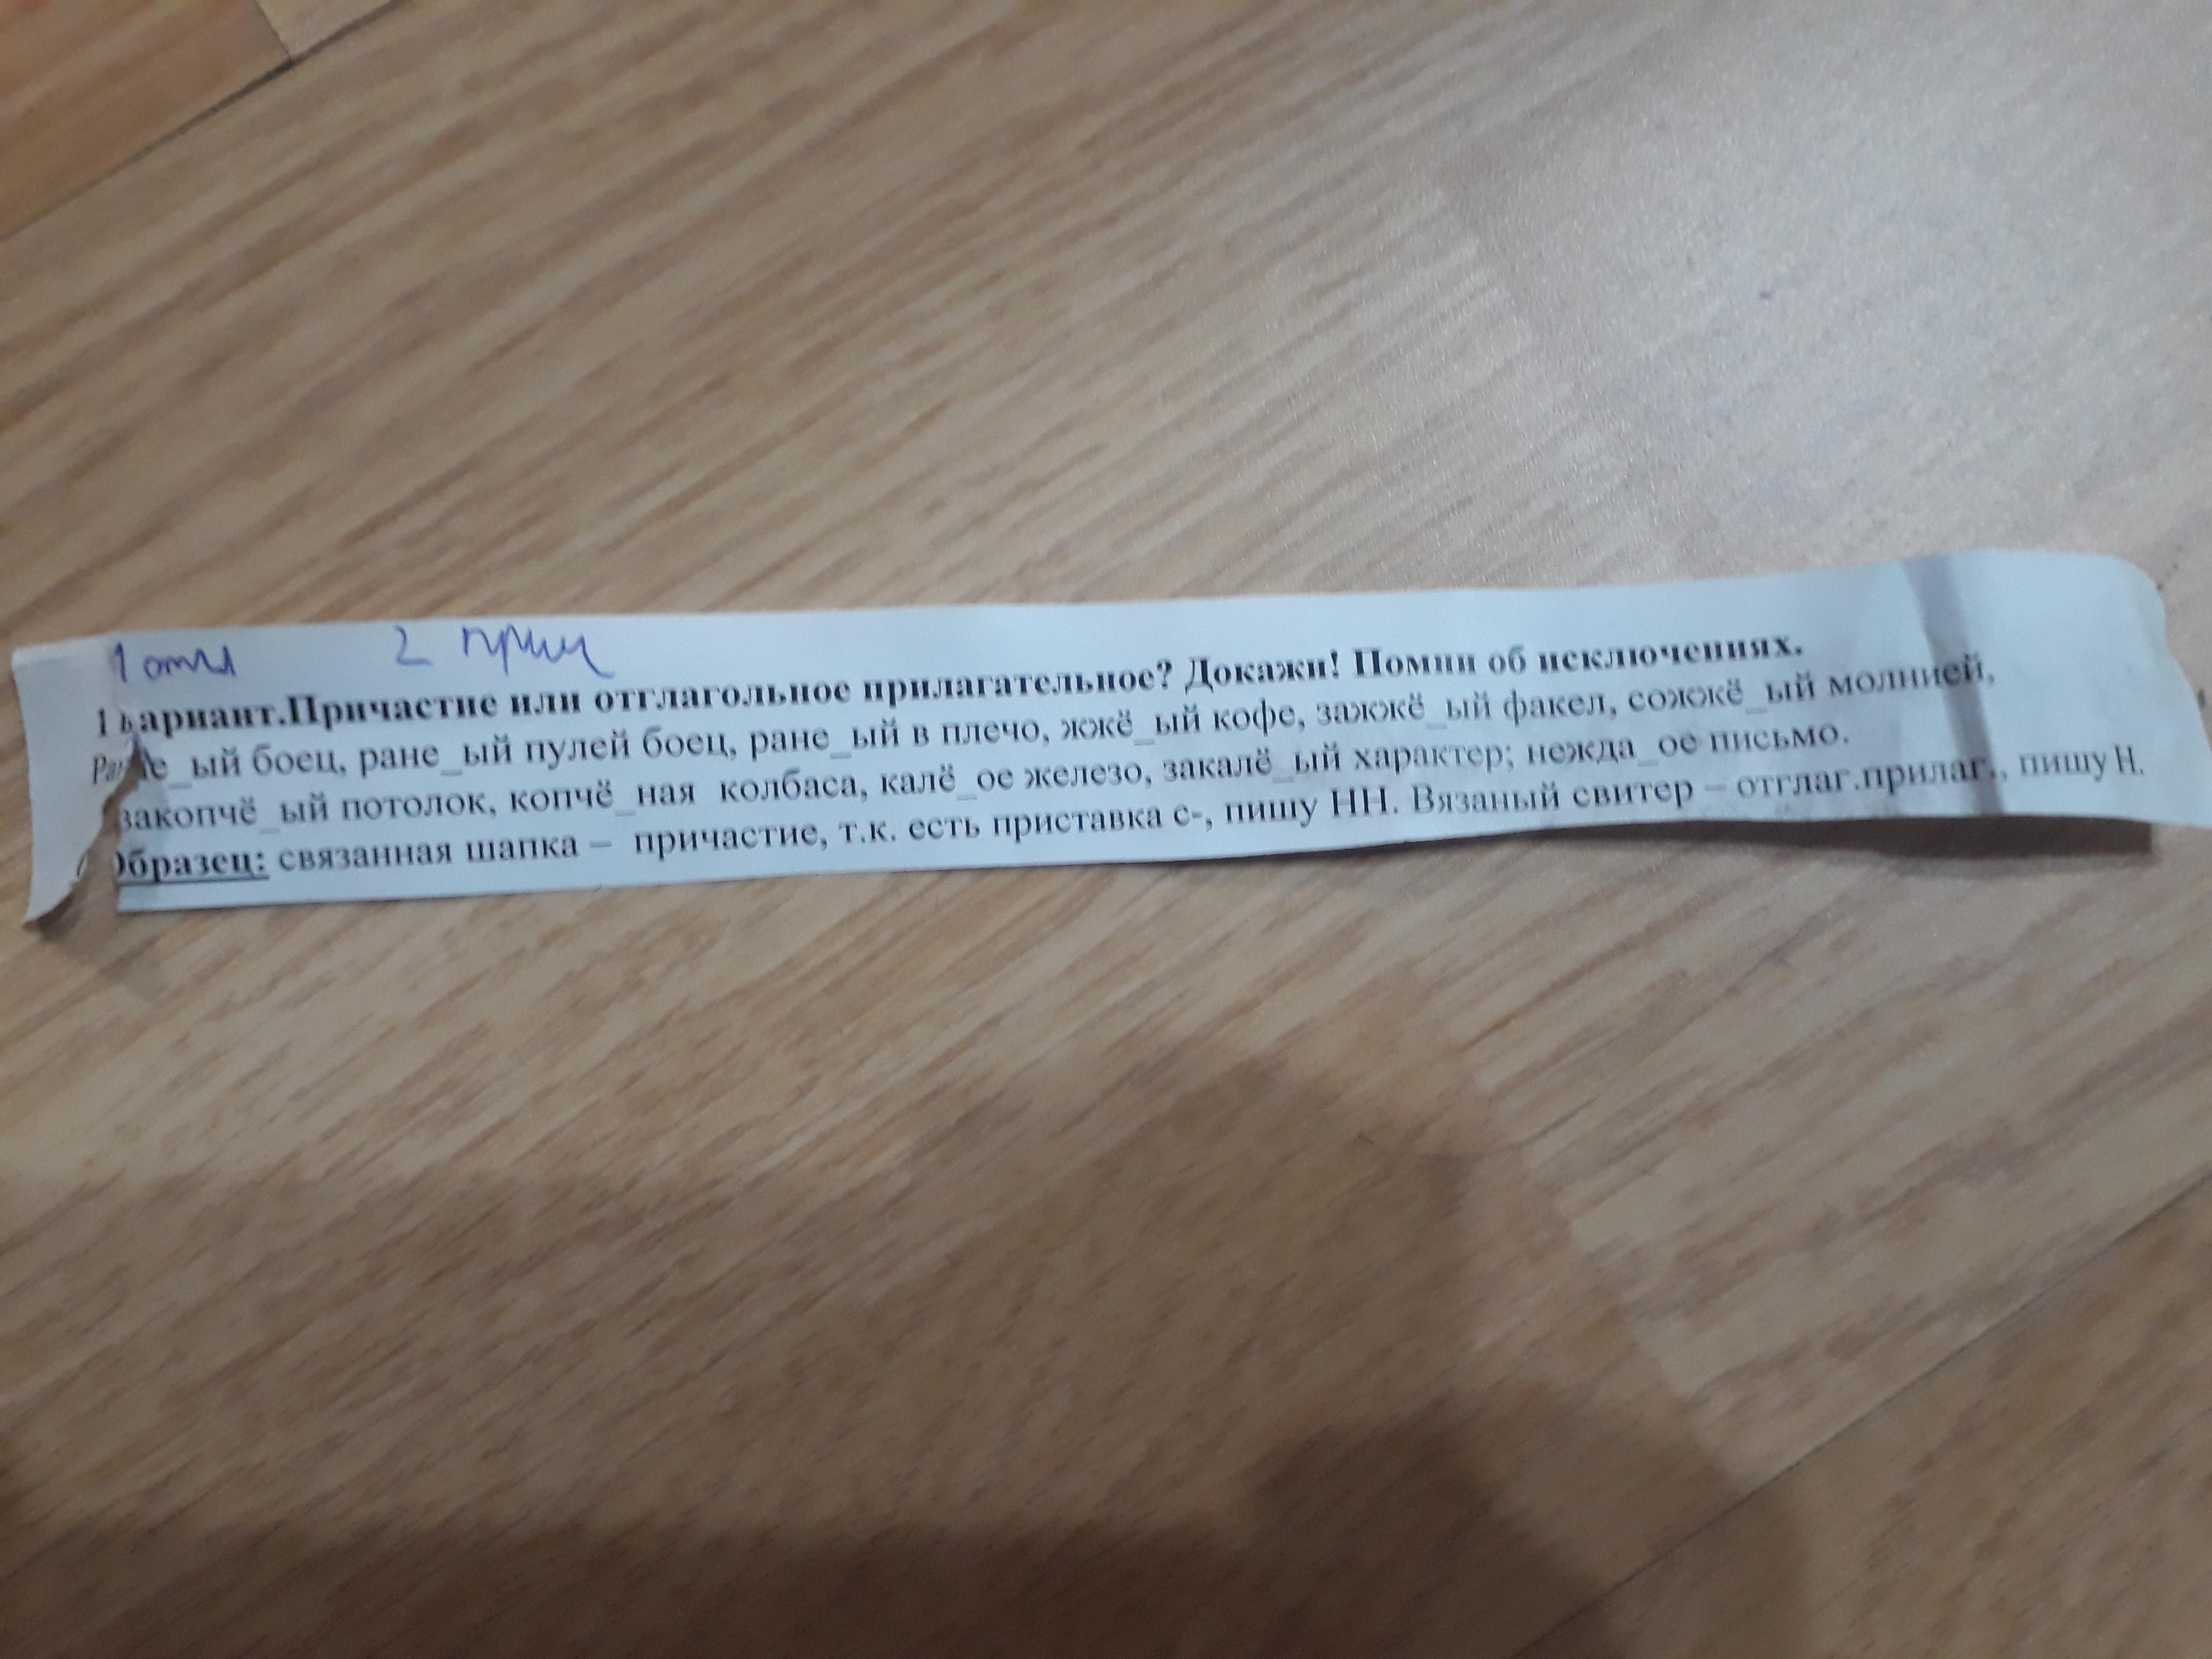 1 отгл 2 прич
1 вариант.Причастие или отглагольное прилагательное? Докажи! Помни об исключениях.
Ране_ый боец, ране_ый пулей боец, ране_ый в плечо, жжё_ый кофе, зажжё_ый факел, сожжё_ый молнией,
закопчё_ый потолок, копчё_ная колбаса, калё_ое железо, закалё_ый характер; нежда_ое письмо.
Образец: связанная шапка – причастие, т.к. есть приставка с-, пишу НН. Вязаный свитер – отглаг.прилаг., пишу Н.